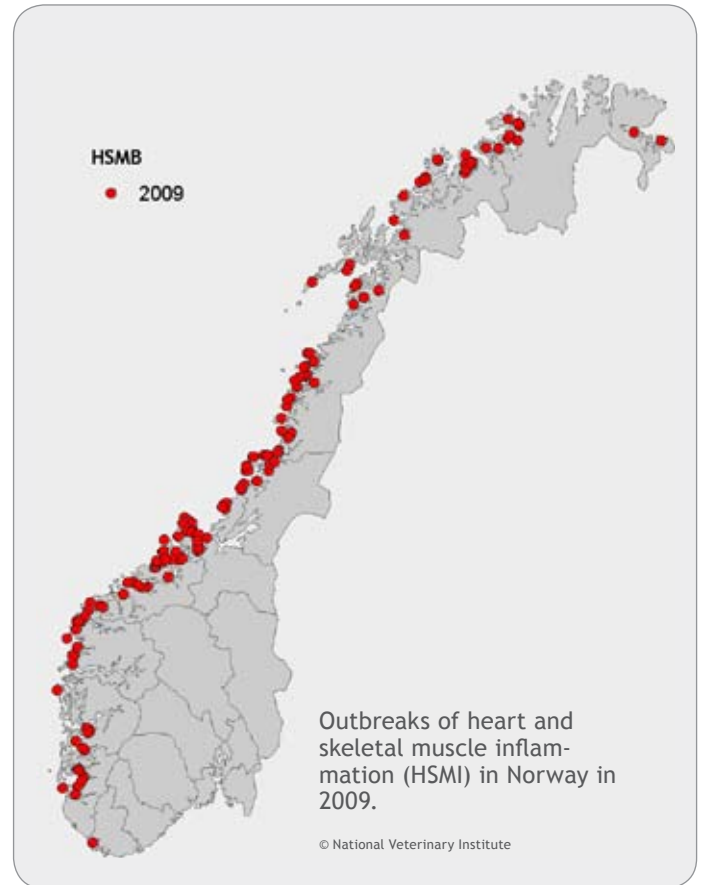 HSMB
2009
Outbreaks of heart and
skeletal muscle inflam-
mation (HSMI) in Norway in
2009.
© National Veterinary Institute